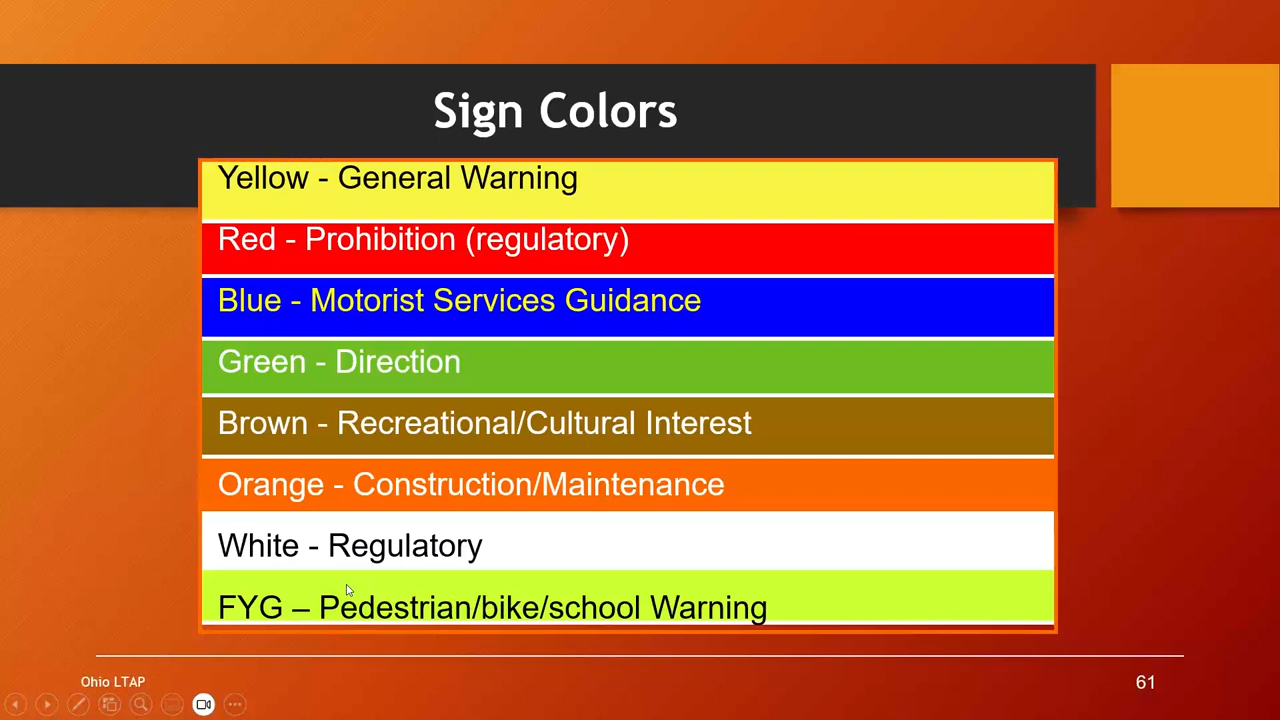 Sign Colors
Yellow - General Warning
Red - Prohibition (regulatory)
Blue - Motorist Services Guidance
Green - Direction
Brown - Recreational/Cultural Interest
Orange - Construction/Maintenance
White - Regulatory
FYG – Pedestrian/bike/school Warning
Ohio LTAP
61